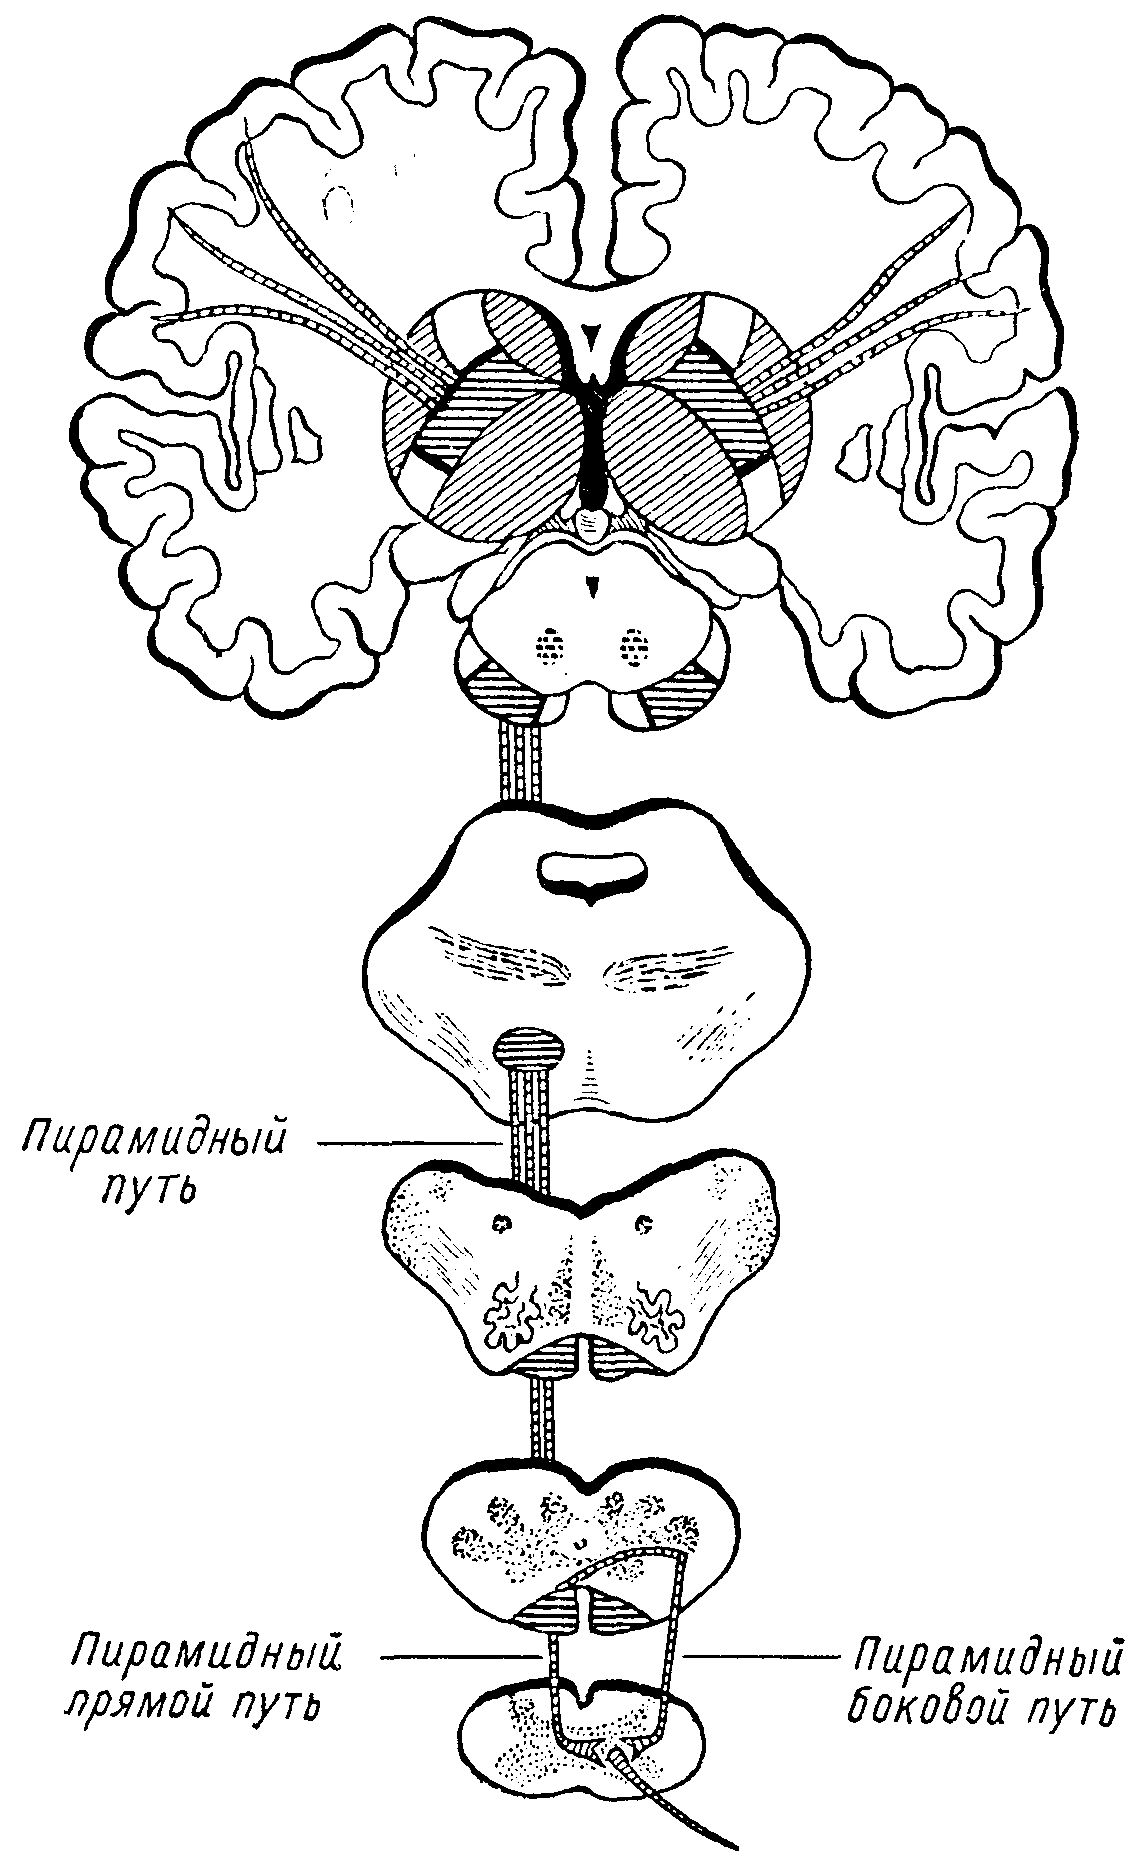 Пирамидный
путь
Пирамидный
прямой путь
Пирамидный
боковой путь